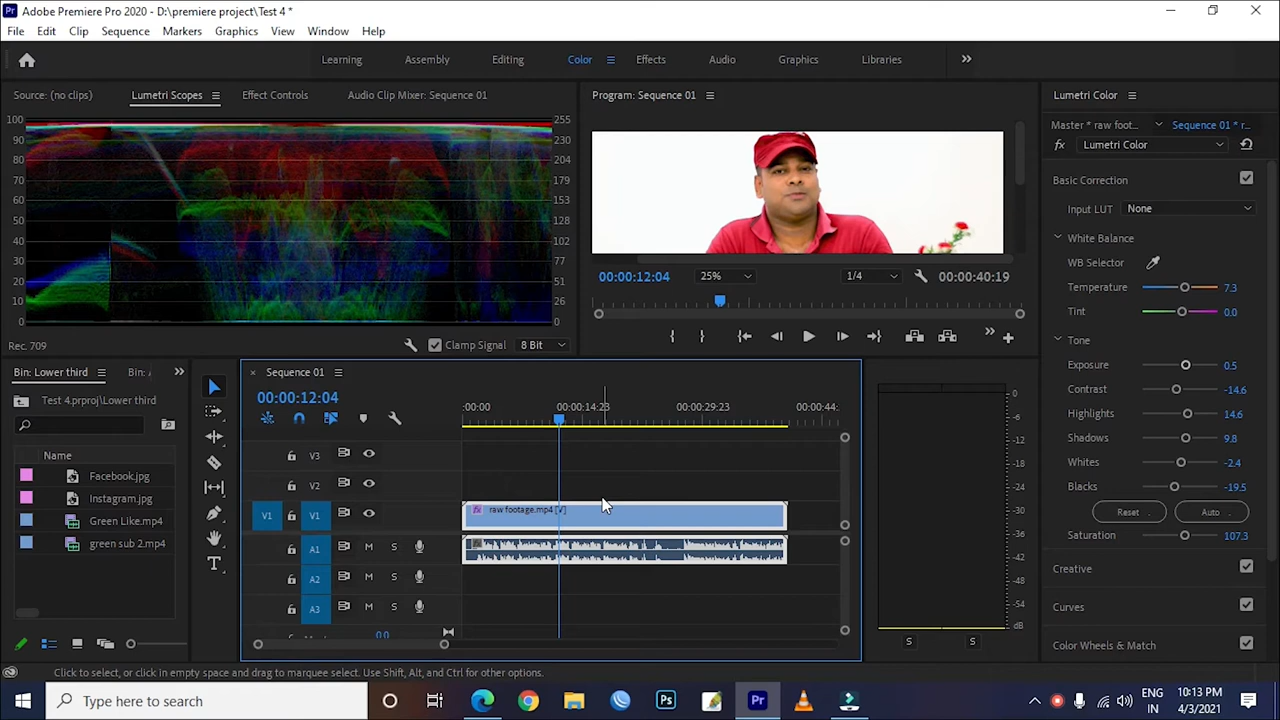 Pr Adobe Premiere Pro 2020 - D:\premiere project\Test 4 *
File Edit Clip Sequence Markers Graphics View Window Help
Learning Assembly Editing Color Effects Audio Graphics Libraries
Source: (no clips) Lumetri Scopes Effect Controls Audio Clip Mixer: Sequence 01
100 255
90 230
80 204
70 179
60 153
50 128
40 102
30 77
20 51
10 26
0 0
Rec. 709 Clamp Signal 8 Bit
Program: Sequence 01
00:00:12:04 25% 1/4 00:00:40:19
Lumetri Color
Master * raw foot... Sequence 01 * r...
fx Lumetri Color
Basic Correction
Input LUT None
White Balance
WB Selector
Temperature 7.3
Tint 0.0
Tone
Exposure 0.5
Contrast -14.6
Highlights 14.6
Shadows 9.8
Whites -2.4
Blacks -19.5
Reset Auto
Saturation 107.3
Creative
Curves
Color Wheels & Match
Bin: Lower third Bin:
Test 4.prproj\Lower third
Name
Facebook.jpg
Instagram.jpg
Green Like.mp4
green sub 2.mp4
Sequence 01
00:00:12:04
:00:00 00:00:14:23 00:00:29:23 00:00:44:
V3
V2
V1 V1 fx raw footage.mp4 [V]
A1 M S
A2 M S
A3 M S
0.0
0
-6
-12
-18
-24
-30
-36
-42
-48
-54
dB
S S
Click to select, or click in empty space and drag to marquee select. Use Shift, Alt, and Ctrl for other options.
Type here to search Ps Pr ENG IN 10:13 PM 4/3/2021